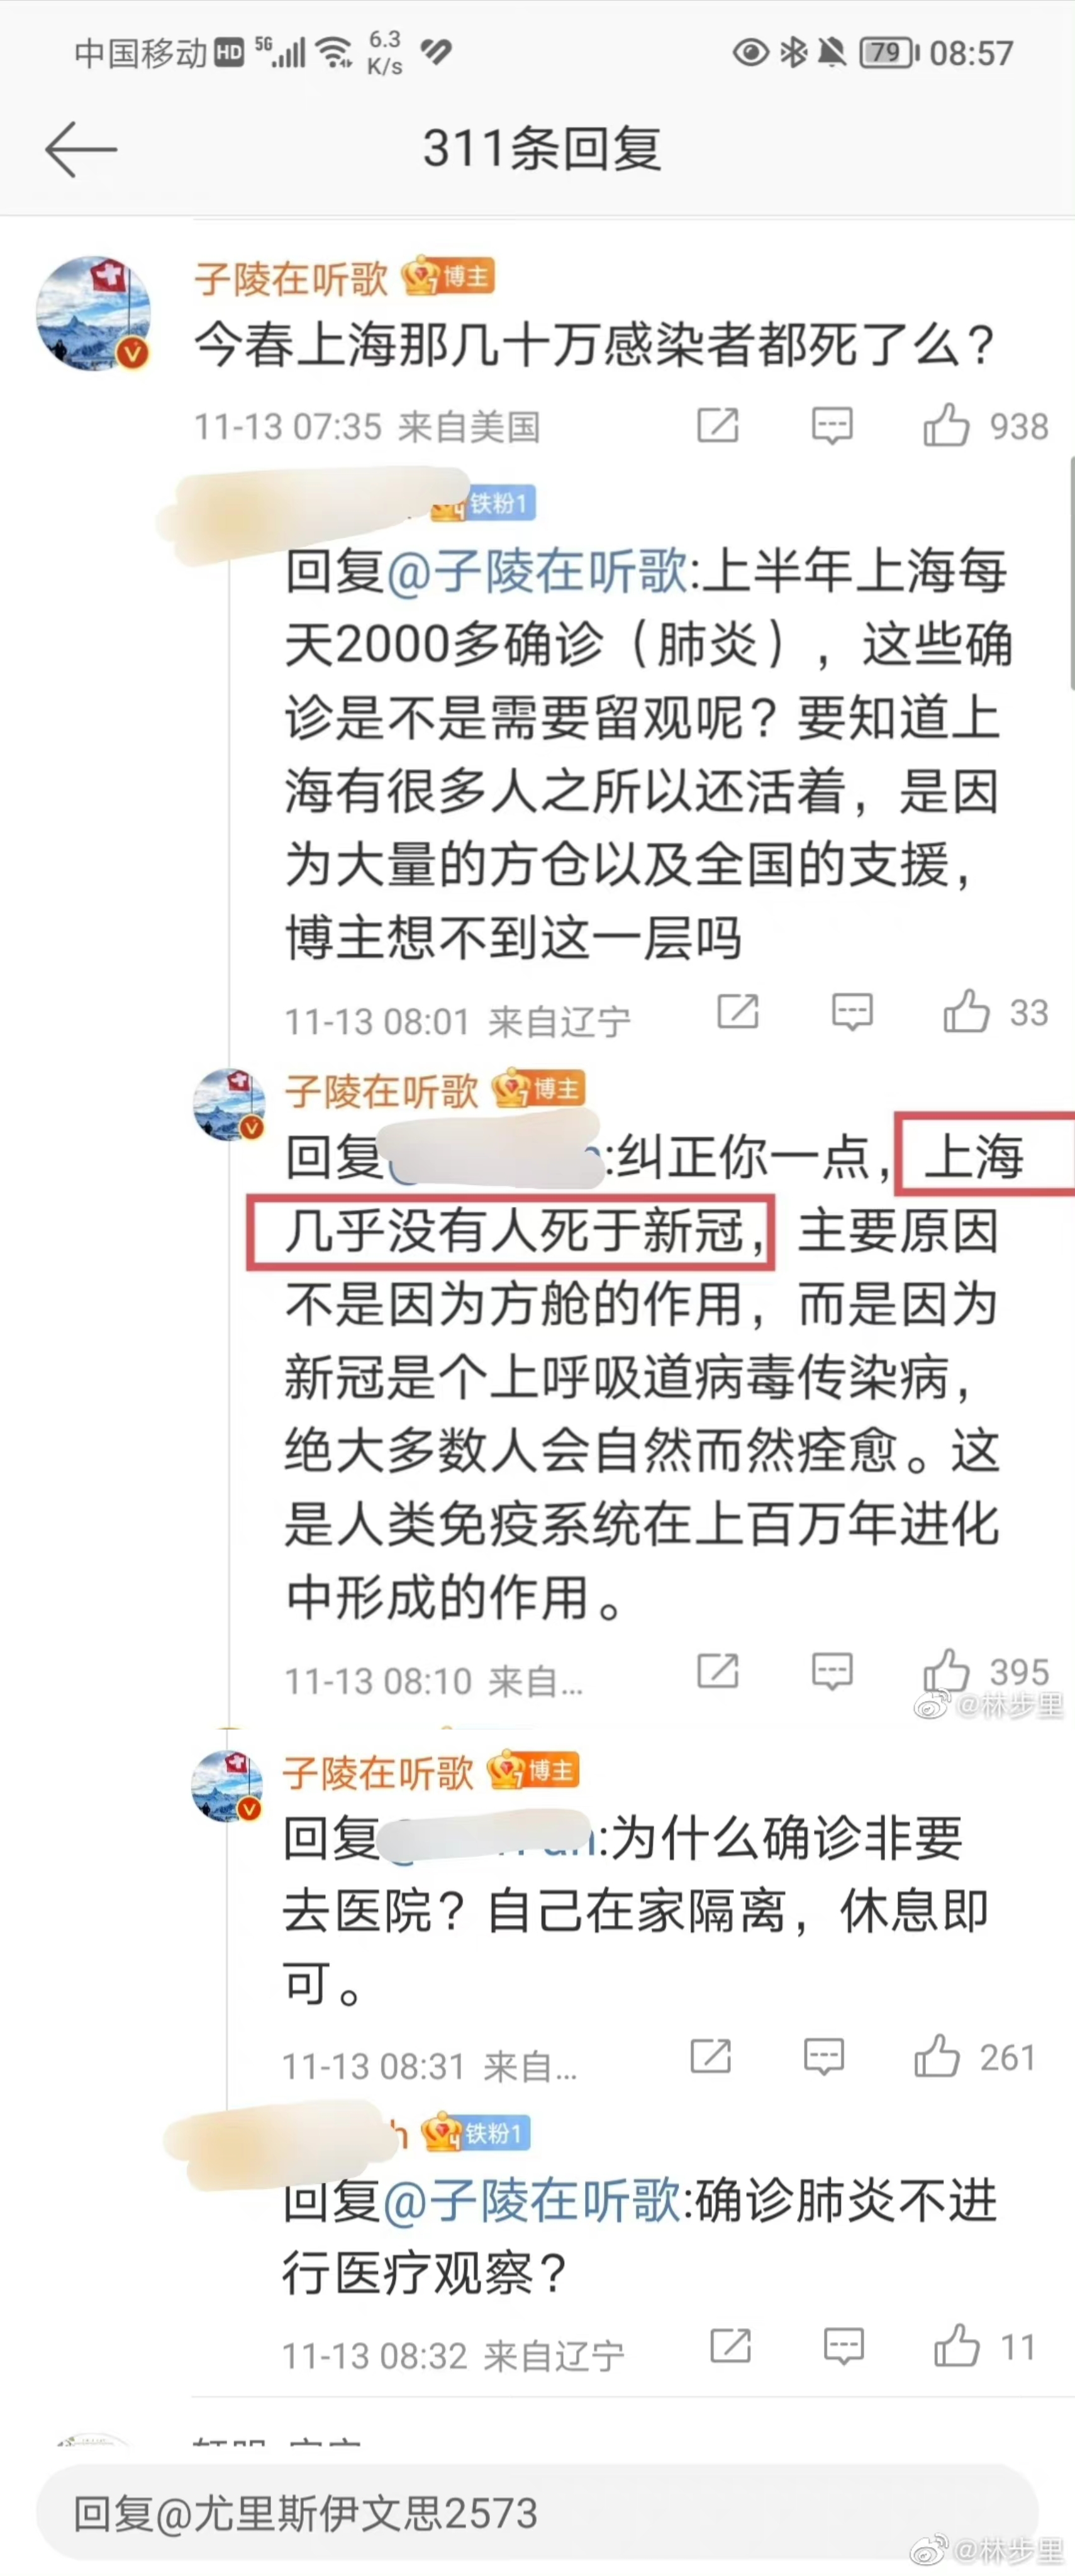 中国移动 HD 5G 6.3 K/s 79 08:57
311条回复
子陵在听歌 7 博主
今春上海那几十万感染者都死了么？
11-13 07:35 来自美国 938
4 铁粉1
回复@子陵在听歌:上半年上海每
天2000多确诊（肺炎），这些确
诊是不是需要留观呢？要知道上
海有很多人之所以还活着，是因
为大量的方仓以及全国的支援，
博主想不到这一层吗
11-13 08:01 来自辽宁 33
子陵在听歌 7 博主
回复 :纠正你一点，上海
几乎没有人死于新冠，主要原因
不是因为方舱的作用，而是因为
新冠是个上呼吸道病毒传染病，
绝大多数人会自然而然痊愈。这
是人类免疫系统在上百万年进化
中形成的作用。
11-13 08:10 来自... 395
@林步里
子陵在听歌 7 博主
回复 :为什么确诊非要
去医院？自己在家隔离，休息即
可。
11-13 08:31 来自... 261
h 4 铁粉1
回复@子陵在听歌:确诊肺炎不进
行医疗观察？
11-13 08:32 来自辽宁 11
回复@尤里斯伊文思2573
@林步里